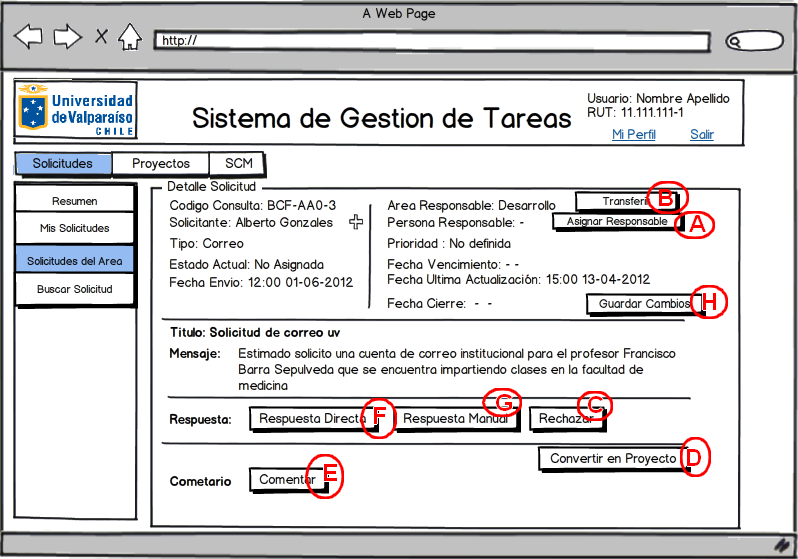 A Web Page
http://
Universidad
de Valparaíso
CHILE
Sistema de Gestion de Tareas
Usuario: Nombre Apellido
RUT: 11.111.111-1
Mi Perfil Salir
Solicitudes Proyectos SCM
Resumen
Mis Solicitudes
Solicitudes del Area
Buscar Solicitud
Detalle Solicitud
Codigo Consulta: BCF-AA0-3
Solicitante: Alberto Gonzales
Tipo: Correo
Estado Actual: No Asignada
Fecha Envio: 12:00 01-06-2012
Area Responsable: Desarrollo Transferir B
Persona Responsable: - Asignar Responsable A
Prioridad : No definida
Fecha Vencimiento: - -
Fecha Ultima Actualización: 15:00 13-04-2012
Fecha Cierre: - - Guardar Cambios H
Titulo: Solicitud de correo uv
Mensaje: Estimado solicito una cuenta de correo institucional para el profesor Francisco
Barra Sepulveda que se encuentra impartiendo clases en la facultad de
medicina
Respuesta: Respuesta Directa F Respuesta Manual G Rechazar C
Convertir en Proyecto D
Cometario Comentar E